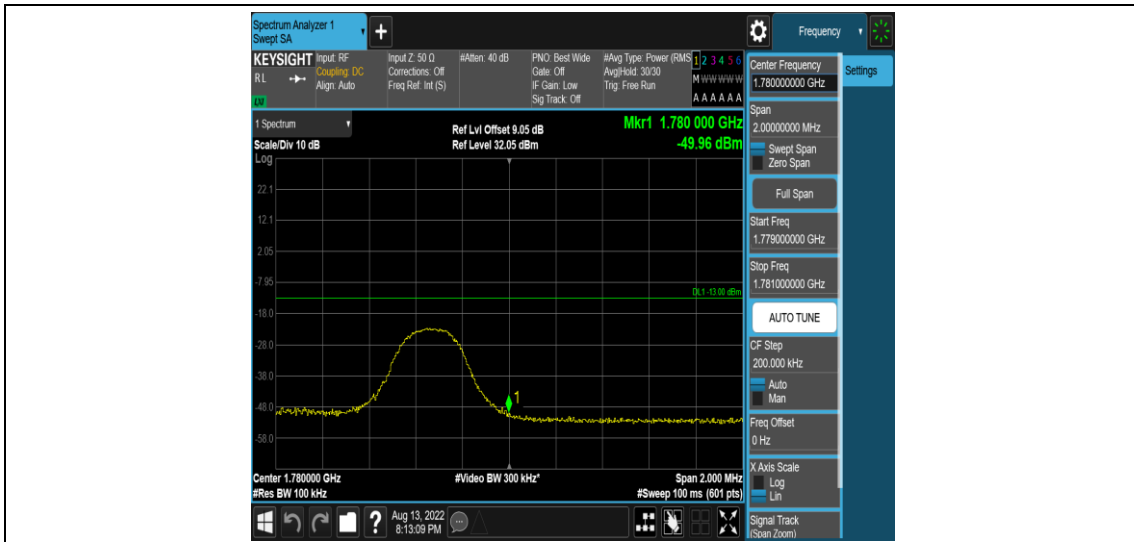 Spectrum Analyzer 1
Swept SA
+
Frequency
KEYSIGHT
RL
LXI
Input: RF
Coupling: DC
Align: Auto
Input Z: 50 Ω
Corrections: Off
Freq Ref: Int (S)
#Atten: 40 dB
PNO: Best Wide
Gate: Off
IF Gain: Low
Sig Track: Off
#Avg Type: Power (RMS
Avg|Hold: 30/30
Trig: Free Run
1 2 3 4 5 6
M W W W W W
A A A A A A
1 Spectrum
Scale/Div 10 dB
Log
Ref Lvl Offset 9.05 dB
Ref Level 32.05 dBm
Mkr1 1.780 000 GHz
-49.96 dBm
22.1
12.1
2.05
-7.95
DL1 -13.00 dBm
-18.0
-28.0
-38.0
1
-48.0
-58.0
Center 1.780000 GHz
#Res BW 100 kHz
#Video BW 300 kHz*
Span 2.000 MHz
#Sweep 100 ms (601 pts)
?
Aug 13, 2022
8:13:09 PM
Center Frequency
1.780000000 GHz
Settings
Span
2.00000000 MHz
Swept Span
Zero Span
Full Span
Start Freq
1.779000000 GHz
Stop Freq
1.781000000 GHz
AUTO TUNE
CF Step
200.000 kHz
Auto
Man
Freq Offset
0 Hz
X Axis Scale
Log
Lin
Signal Track
(Span Zoom)